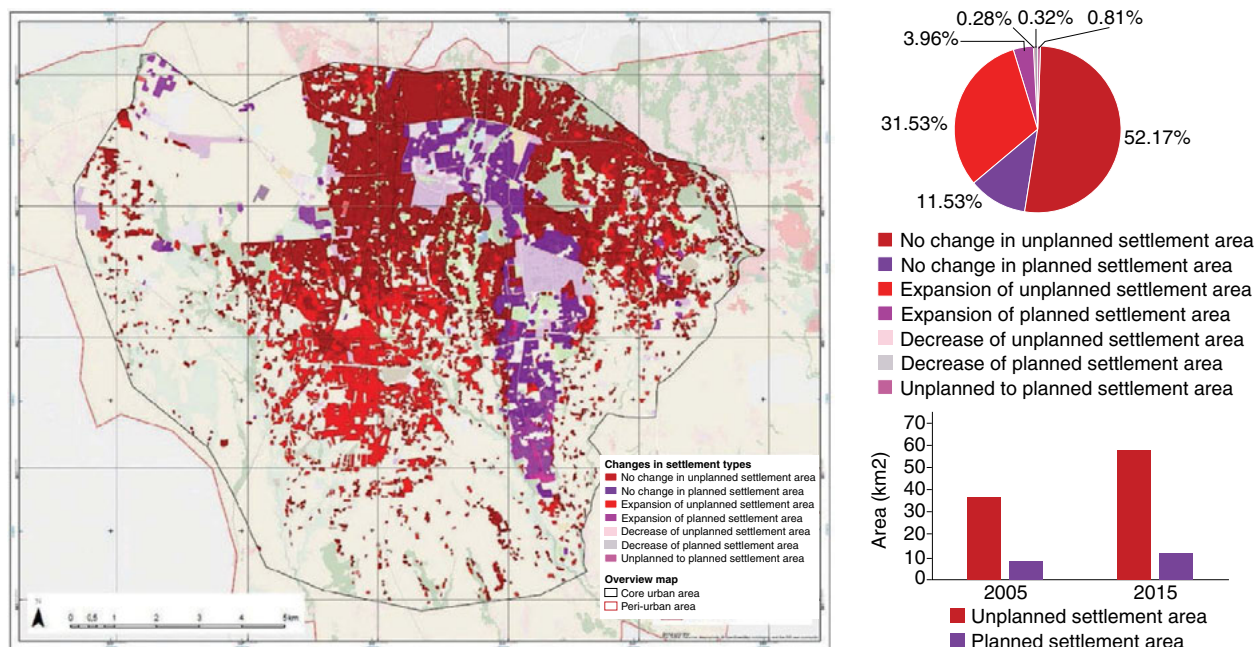 Changes in settlement types
No change in unplanned settlement area
No change in planned settlement area
Expansion of unplanned settlement area
Expansion of planned settlement area
Decrease of unplanned settlement area
Decrease of planned settlement area
Unplanned to planned settlement area
Overview map
Core urban area
Peri-urban area
0 0,5 1 2 3 4 5 km
0.28% 0.32% 0.81%
3.96%
31.53%
52.17%
11.53%
No change in unplanned settlement area
No change in planned settlement area
Expansion of unplanned settlement area
Expansion of planned settlement area
Decrease of unplanned settlement area
Decrease of planned settlement area
Unplanned to planned settlement area
Area (km2)
70
60
50
40
30
20
10
0
2005 2015
Unplanned settlement area
Planned settlement area